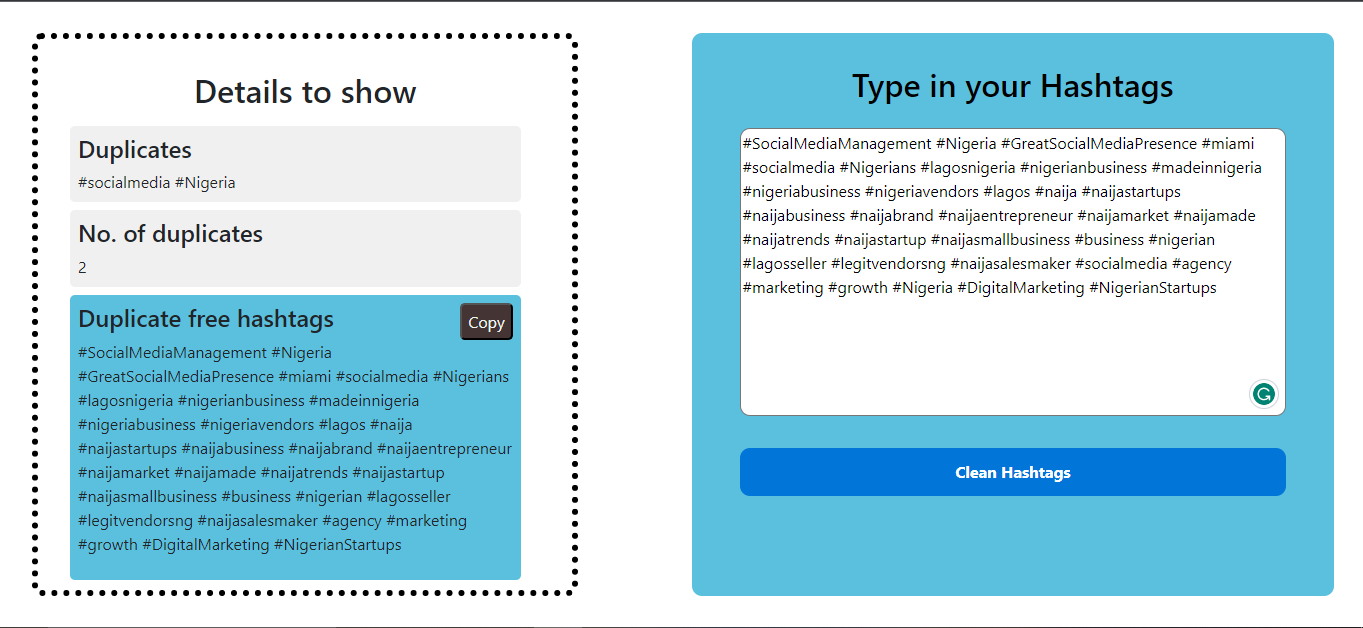 Details to show
Duplicates
#socialmedia #Nigeria
No. of duplicates
2
Duplicate free hashtags
Copy
#SocialMediaManagement #Nigeria
#GreatSocialMediaPresence #miami #socialmedia #Nigerians
#lagosnigeria #nigerianbusiness #madeinnigeria
#nigeriabusiness #nigeriavendors #lagos #naija
#naijastartups #naijabusiness #naijabrand #naijaentrepreneur
#naijamarket #naijamade #naijatrends #naijastartup
#naijasmallbusiness #business #nigerian #lagosseller
#legitvendorsng #naijasalesmaker #agency #marketing
#growth #DigitalMarketing #NigerianStartups
Type in your Hashtags
#SocialMediaManagement #Nigeria #GreatSocialMediaPresence #miami
#socialmedia #Nigerians #lagosnigeria #nigerianbusiness #madeinnigeria
#nigeriabusiness #nigeriavendors #lagos #naija #naijastartups
#naijabusiness #naijabrand #naijaentrepreneur #naijamarket #naijamade
#naijatrends #naijastartup #naijasmallbusiness #business #nigerian
#lagosseller #legitvendorsng #naijasalesmaker #socialmedia #agency
#marketing #growth #Nigeria #DigitalMarketing #NigerianStartups
Clean Hashtags